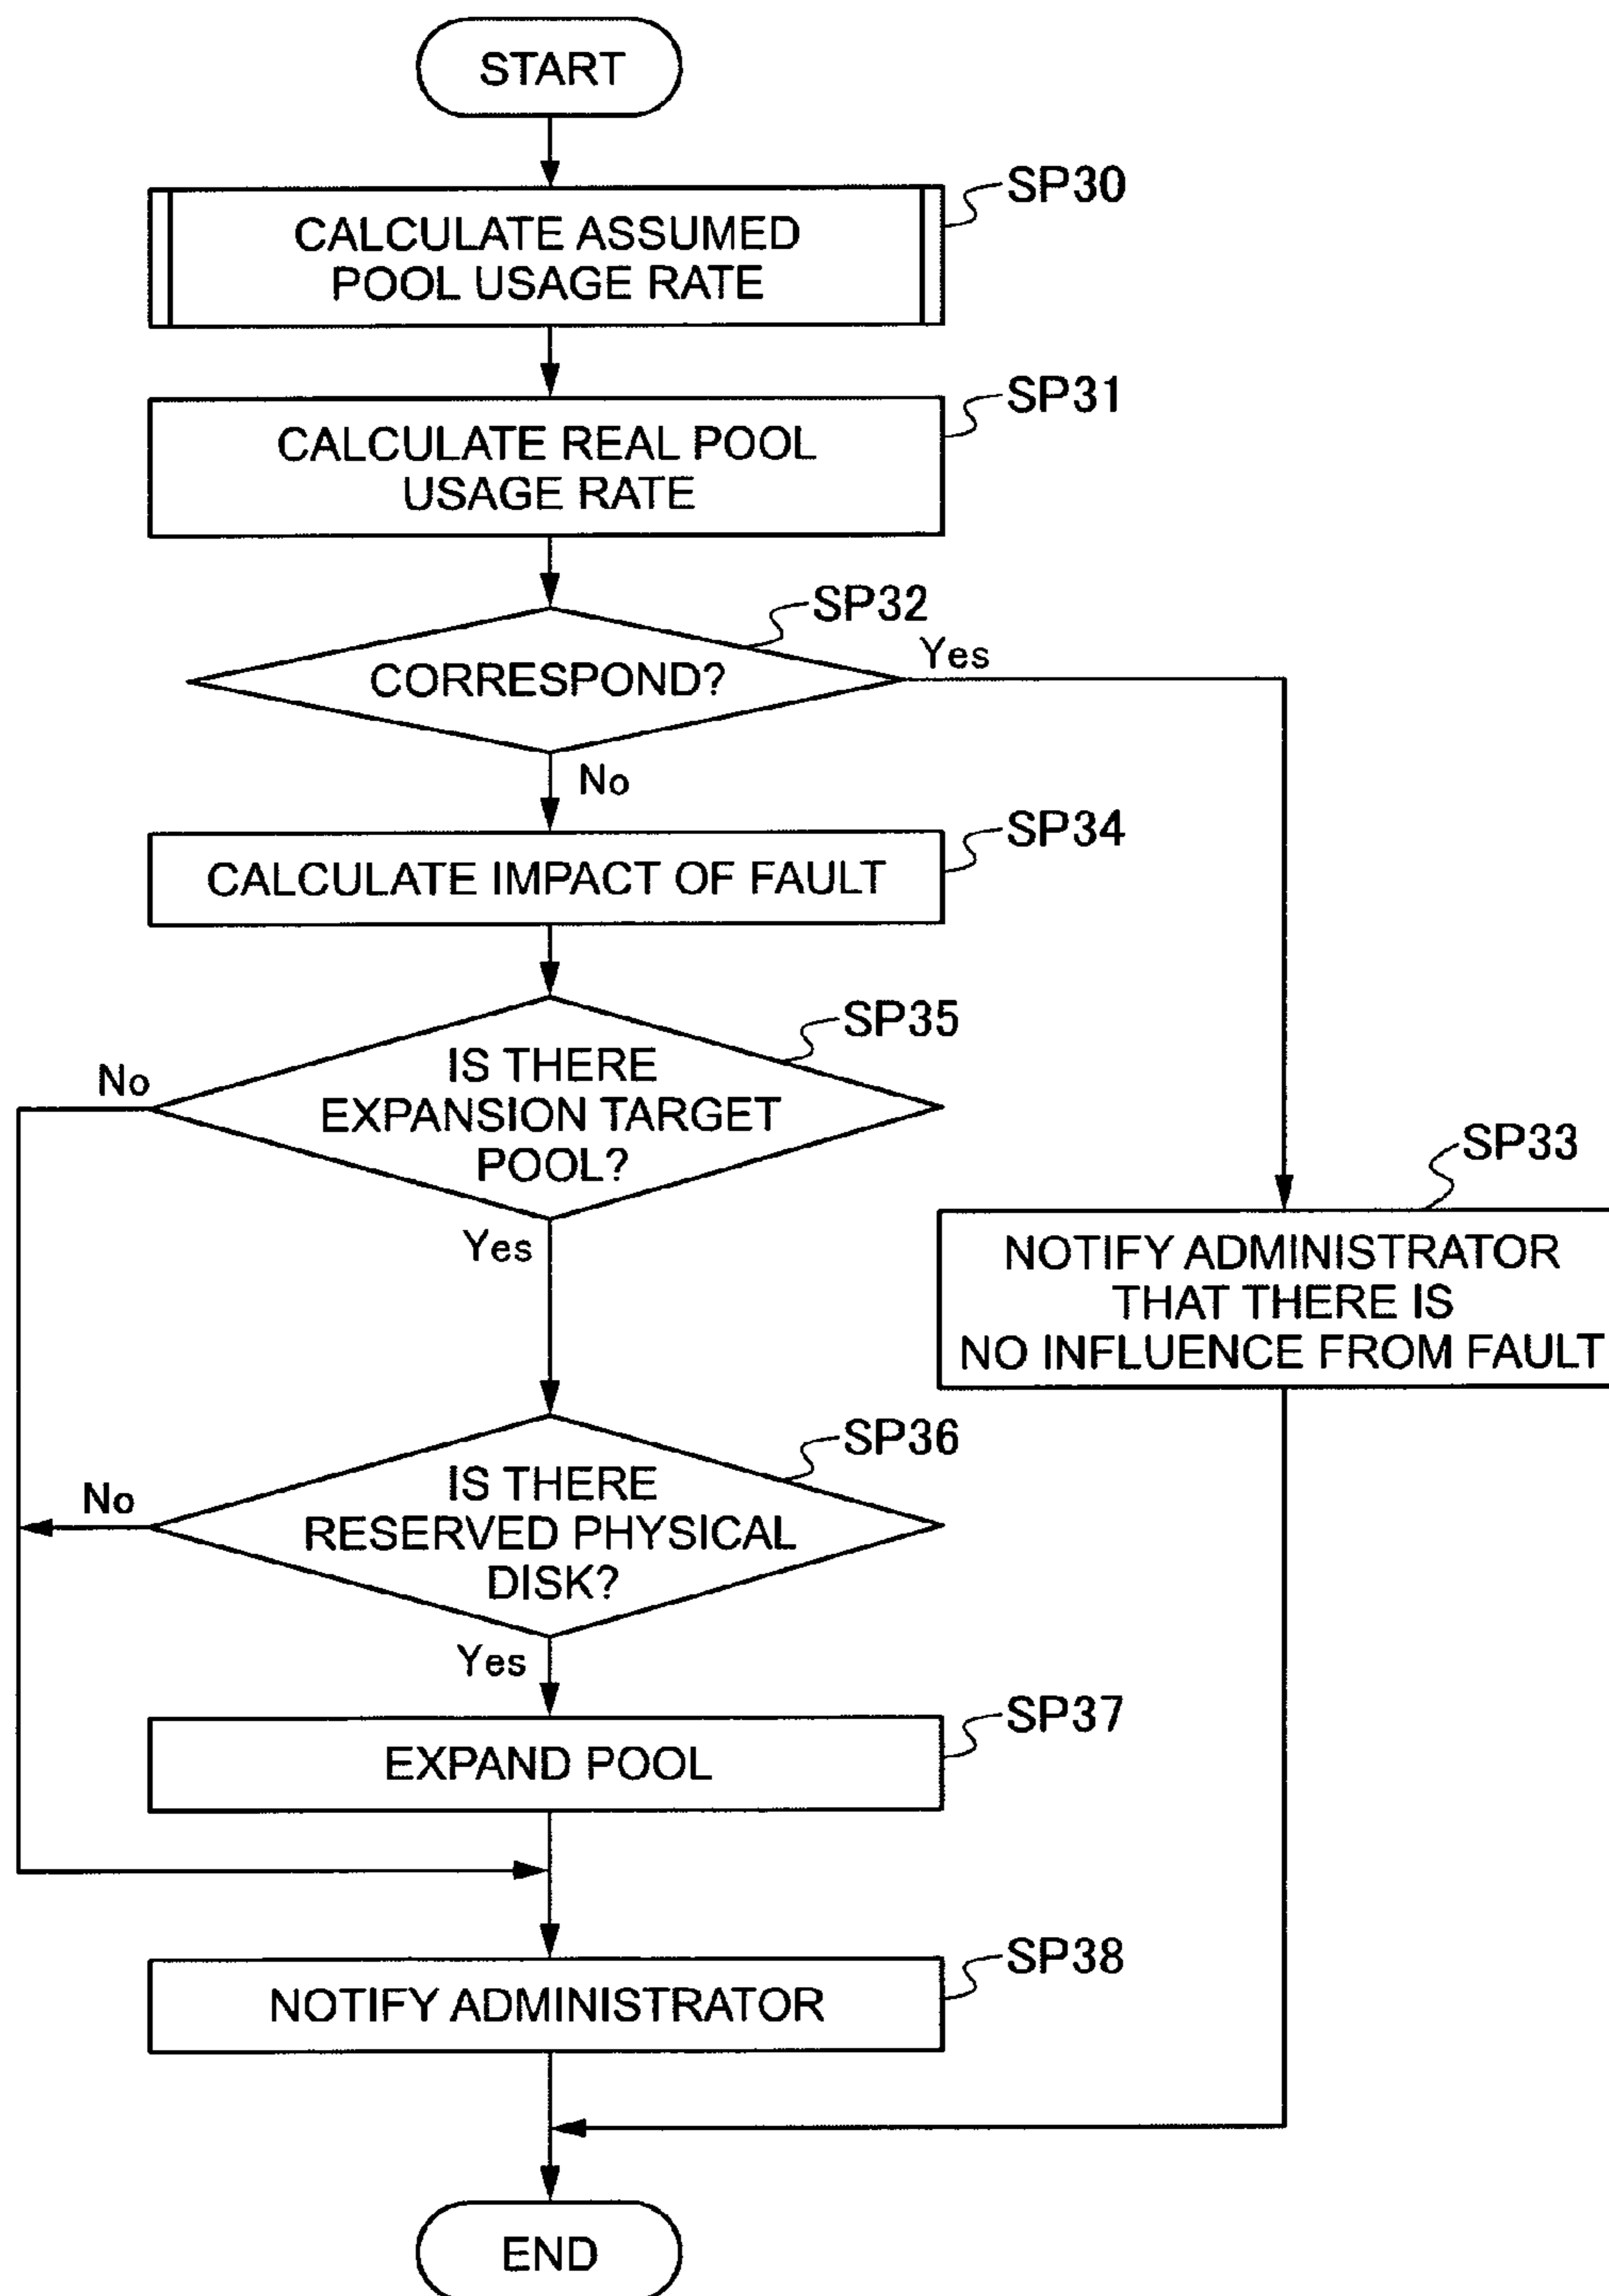 START
SP30
CALCULATE ASSUMED
POOL USAGE RATE
SP31
CALCULATE REAL POOL
USAGE RATE
SP32
CORRESPOND?
Yes
No
SP34
CALCULATE IMPACT OF FAULT
SP35
IS THERE
EXPANSION TARGET
POOL?
No
Yes
SP33
NOTIFY ADMINISTRATOR
THAT THERE IS
NO INFLUENCE FROM FAULT
SP36
IS THERE
RESERVED PHYSICAL
DISK?
No
Yes
SP37
EXPAND POOL
SP38
NOTIFY ADMINISTRATOR
END